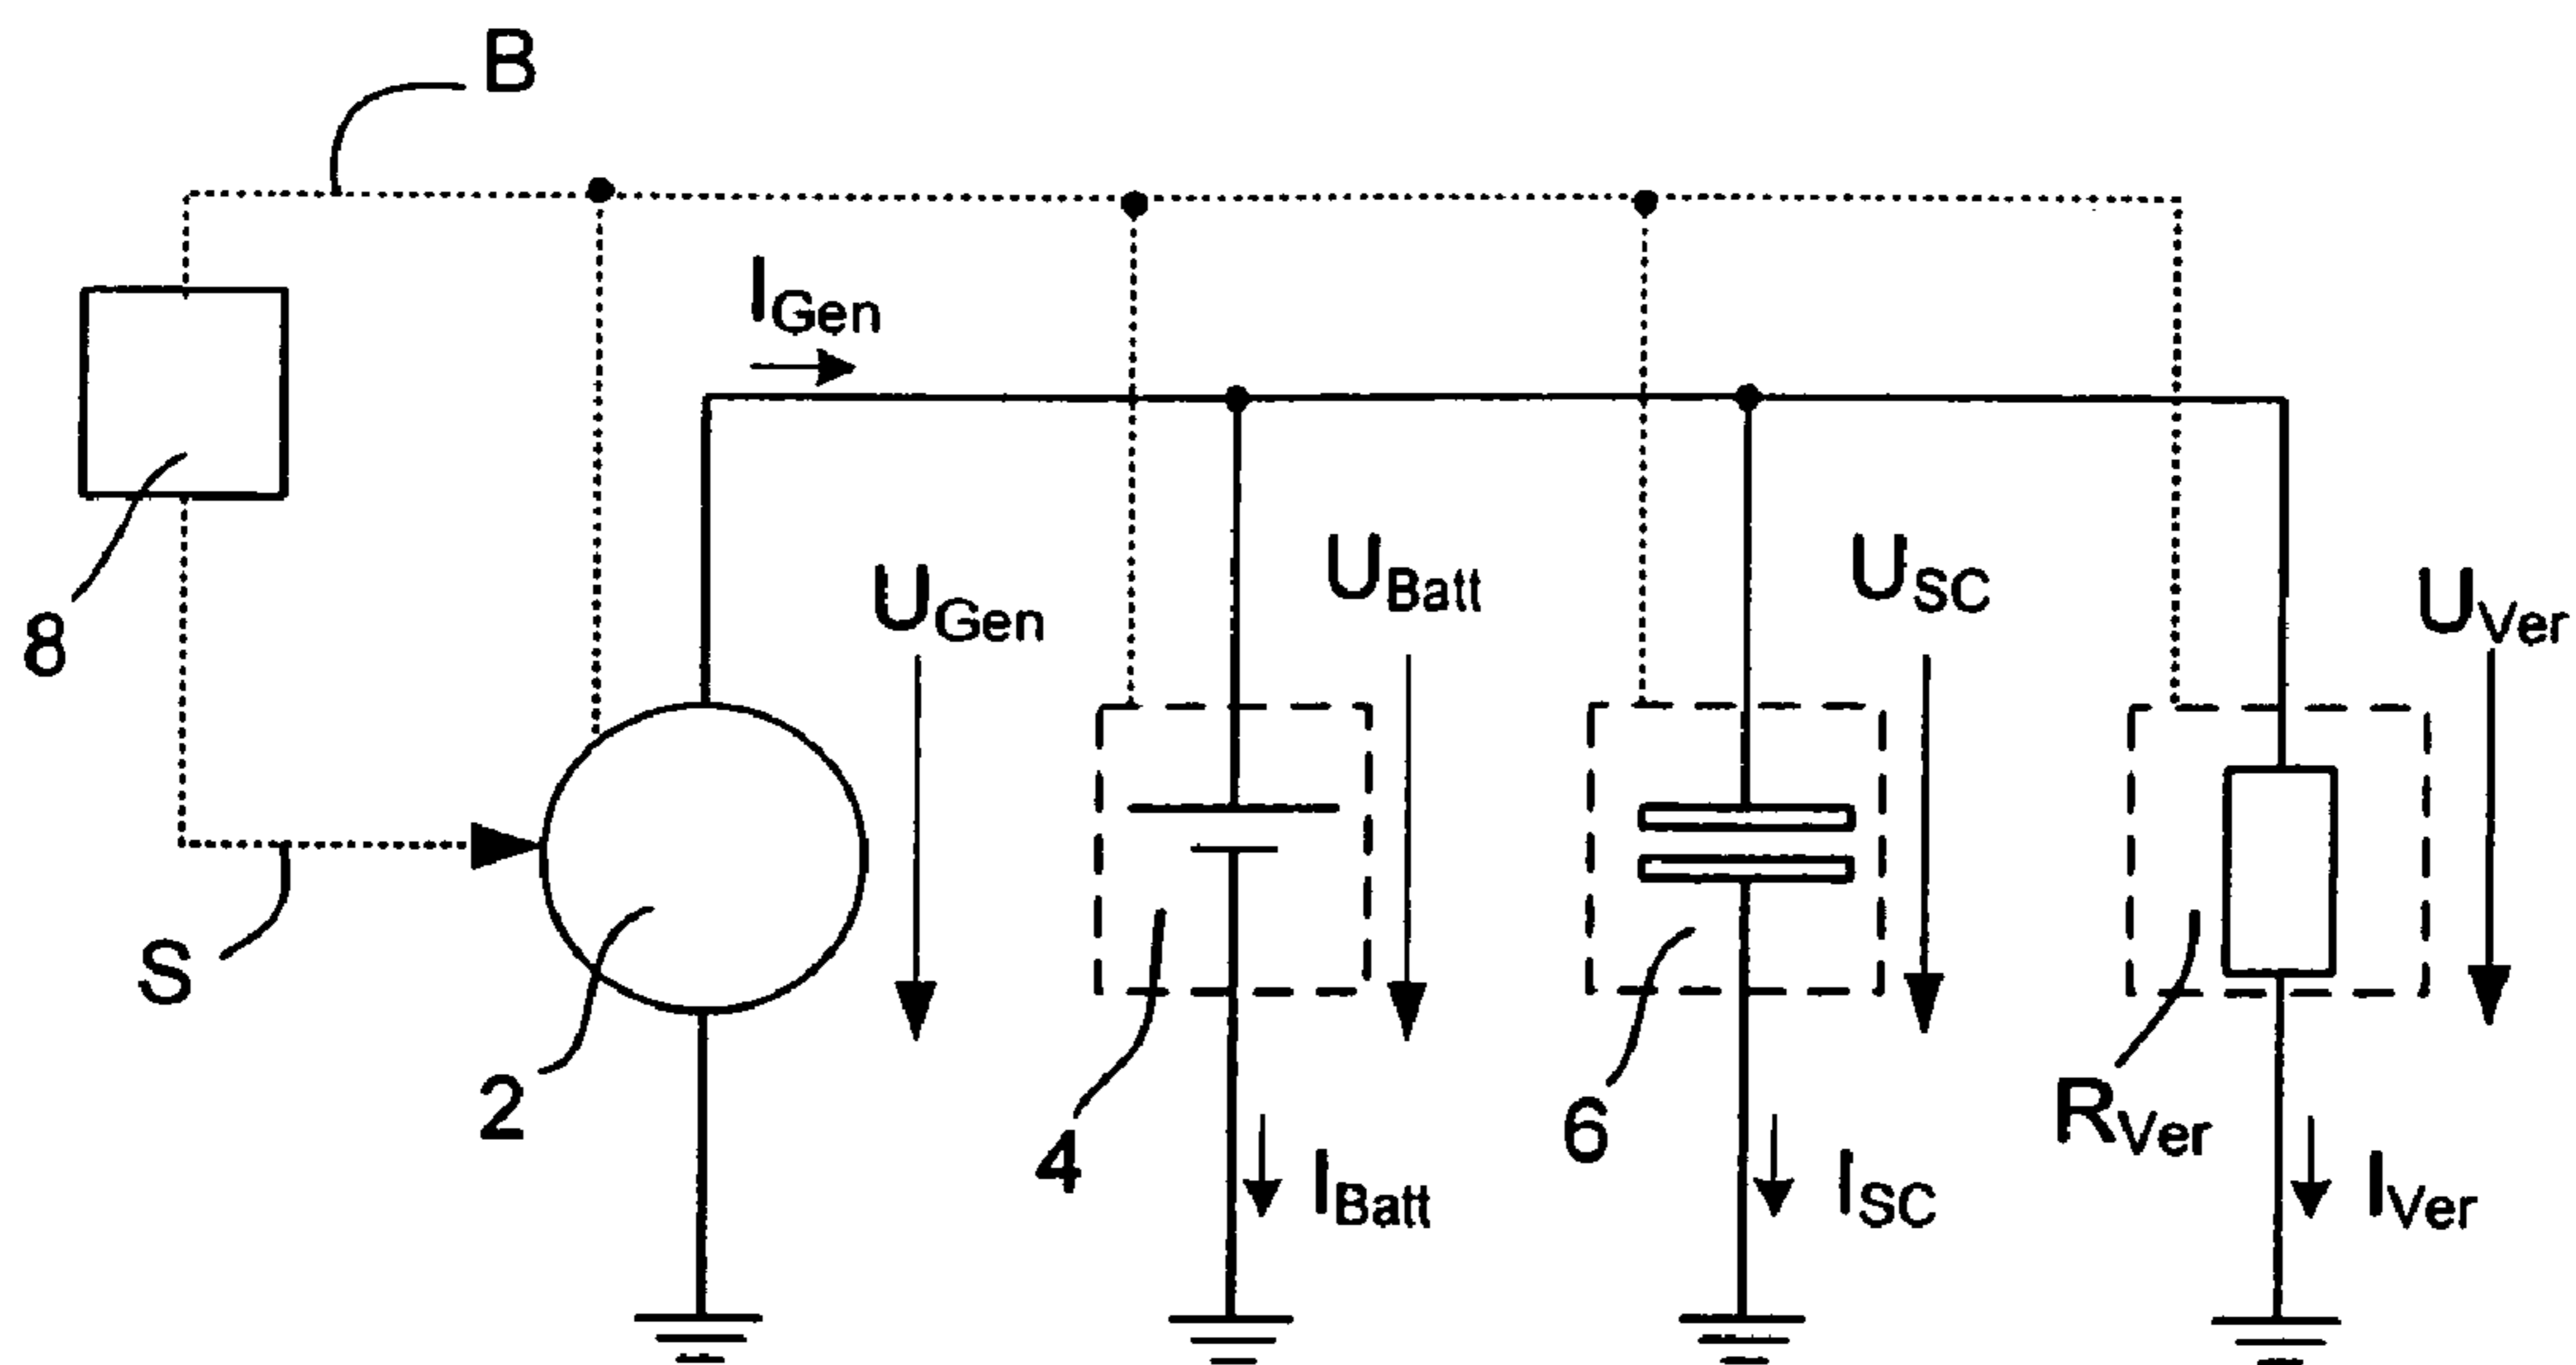 B
I_Gen
8
U_Gen
U_Batt
U_SC
U_Ver
S
2
4
6
R_Ver
I_Batt
I_SC
I_Ver